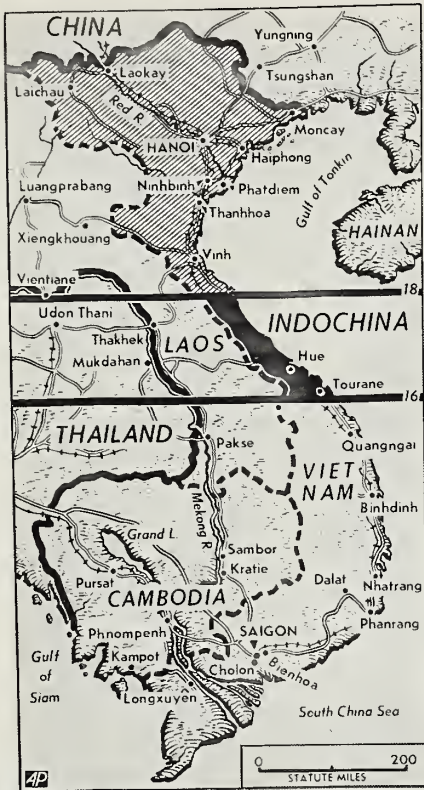 CHINA
Yungning
Laokay
Tsungshan
Laichau
Red R.
Moncay
HANOI
Haiphong
Ninhbinh
Phatdiem
Luangprabang
Thanhhoa
Gulf of Tonkin
HAINAN
Xiengkhouang
Vinh
Vientiane
18
Udon Thani
INDOCHINA
Thakhek
LAOS
Hue
Mukdahan
Tourane
16
THAILAND
Pakse
Quangngai
VIET
NAM
Mekong R.
Binhdinh
Grand L.
Sambor
Kratie
Pursat
Dalat
Nhatrang
CAMBODIA
Phanrang
Phnompenh
SAIGON
Gulf
of
Siam
Kampot
Cholon
Bienhoa
Longxuyen
South China Sea
0 200
STATUTE MILES
AP